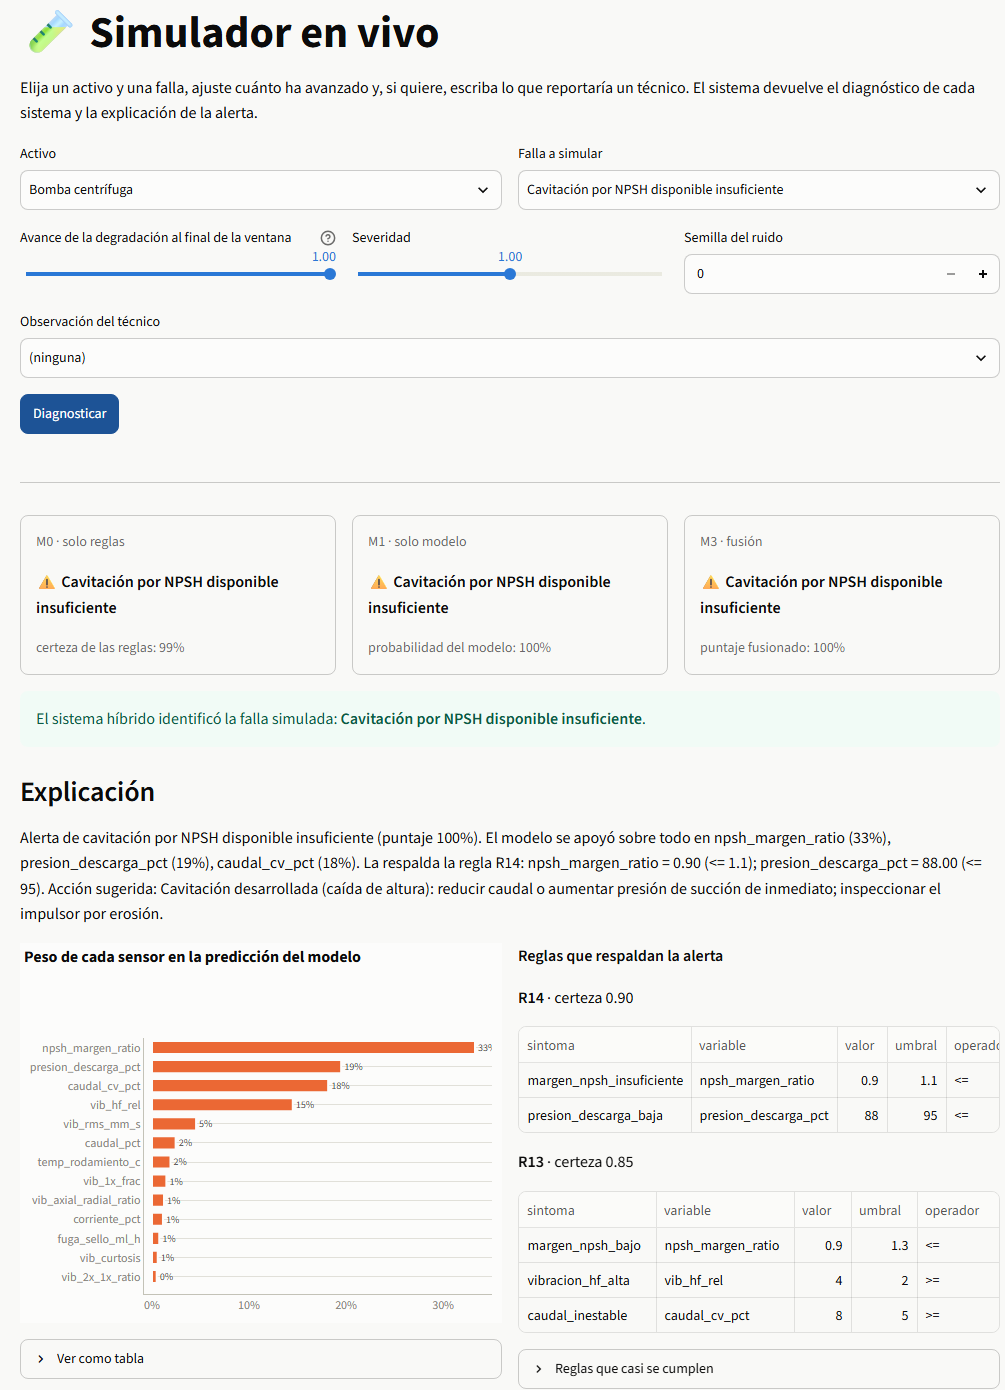 Simulador en vivo
Elija un activo y una falla, ajuste cuánto ha avanzado y, si quiere, escriba lo que reportaría un técnico. El sistema devuelve el diagnóstico de cada
sistema y la explicación de la alerta.
Activo
Falla a simular
Bomba centrífuga
Cavitación por NPSH disponible insuficiente
Avance de la degradación al final de la ventana
Severidad
Semilla del ruido
1.00
1.00
0
Observación del técnico
(ninguna)
Diagnosticar
M0 · solo reglas
Cavitación por NPSH disponible
insuficiente
certeza de las reglas: 99%
M1 · solo modelo
Cavitación por NPSH disponible
insuficiente
probabilidad del modelo: 100%
M3 · fusión
Cavitación por NPSH disponible
insuficiente
puntaje fusionado: 100%
El sistema híbrido identificó la falla simulada: Cavitación por NPSH disponible insuficiente.
Explicación
Alerta de cavitación por NPSH disponible insuficiente (puntaje 100%). El modelo se apoyó sobre todo en npsh_margen_ratio (33%),
presion_descarga_pct (19%), caudal_cv_pct (18%). La respalda la regla R14: npsh_margen_ratio = 0.90 (<= 1.1); presion_descarga_pct = 88.00 (<=
95). Acción sugerida: Cavitación desarrollada (caída de altura): reducir caudal o aumentar presión de succión de inmediato; inspeccionar el
impulsor por erosión.
Peso de cada sensor en la predicción del modelo
npsh_margen_ratio 33%
presion_descarga_pct 19%
caudal_cv_pct 18%
vib_hf_rel 15%
vib_rms_mm_s 5%
caudal_pct 2%
temp_rodamiento_c 2%
vib_1x_frac 1%
vib_axial_radial_ratio 1%
corriente_pct 1%
fuga_sello_ml_h 1%
vib_curtosis 1%
vib_2x_1x_ratio 0%
0% 10% 20% 30%
Ver como tabla
Reglas que respaldan la alerta
R14 · certeza 0.90
sintoma variable valor umbral operado
margen_npsh_insuficiente npsh_margen_ratio 0.9 1.1 <=
presion_descarga_baja presion_descarga_pct 88 95 <=
R13 · certeza 0.85
sintoma variable valor umbral operador
margen_npsh_bajo npsh_margen_ratio 0.9 1.3 <=
vibracion_hf_alta vib_hf_rel 4 2 >=
caudal_inestable caudal_cv_pct 8 5 >=
Reglas que casi se cumplen